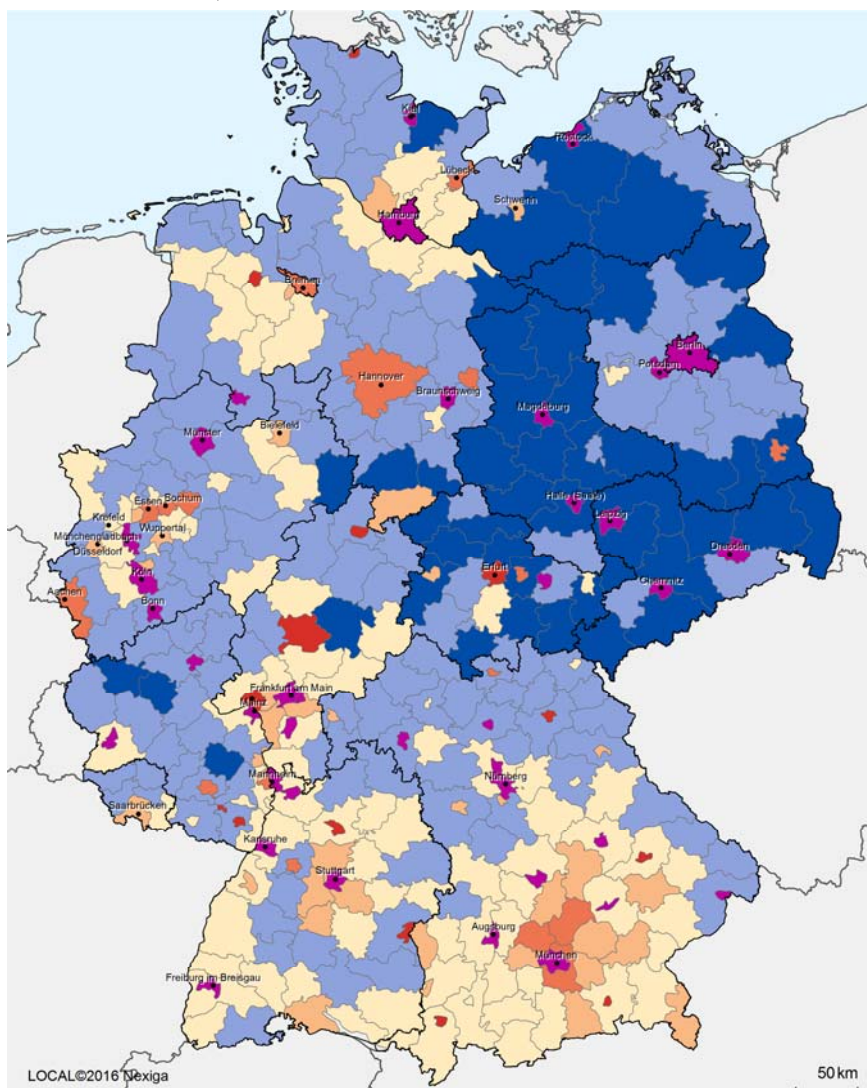 Kiel
Rostock
Lübeck
Schwerin
Hamburg
Bremen
Berlin
Potsdam
Hannover
Braunschweig
Magdeburg
Münster
Bielefeld
Essen
Bochum
Krefeld
Wuppertal
Mönchengladbach
Düsseldorf
Halle (Saale)
Leipzig
Dresden
Köln
Erfurt
Chemnitz
Aachen
Bonn
Frankfurt am Main
Mainz
Mannheim
Nürnberg
Saarbrücken
Karlsruhe
Stuttgart
Augsburg
München
Freiburg im Breisgau
LOCAL©2016 Nexiga
50 km